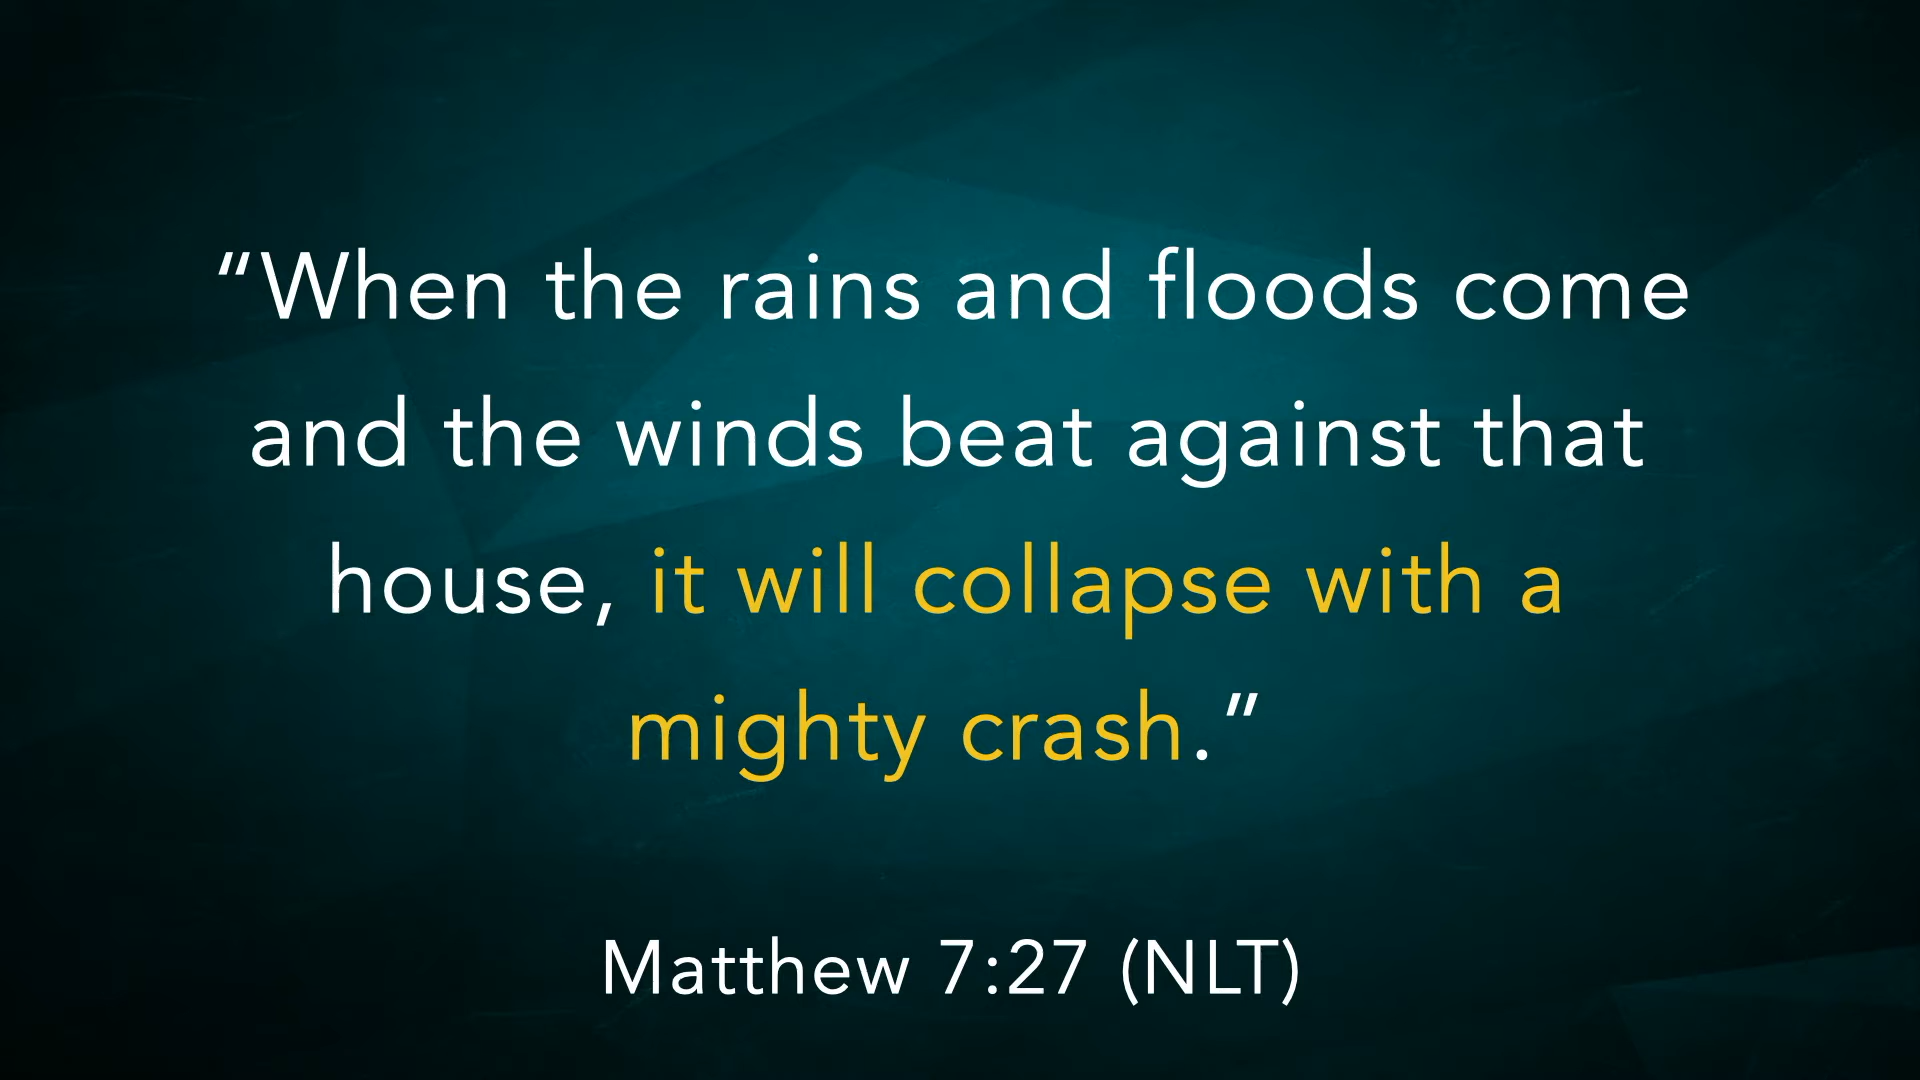 “When the rains and floods come
and the winds beat against that
house, it will collapse with a
mighty crash.”
Matthew 7:27 (NLT)